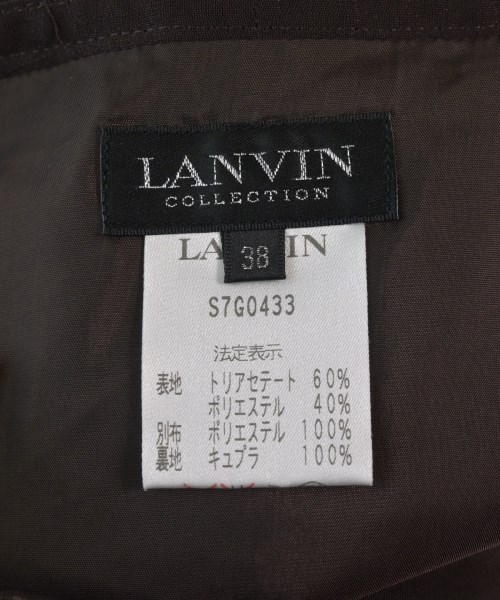 LANVIN
COLLECTION
LANVIN
38
S7G0433
法定表示
表地 トリアセテート 60%
ポリエステル 40%
別布 ポリエステル 100%
裏地 キュプラ 100%